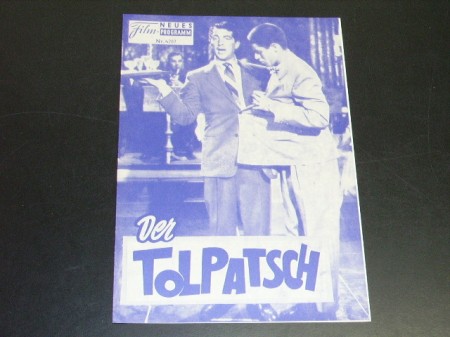 Film
NEUES
PROGRAMM
Der
TOLPATSCH